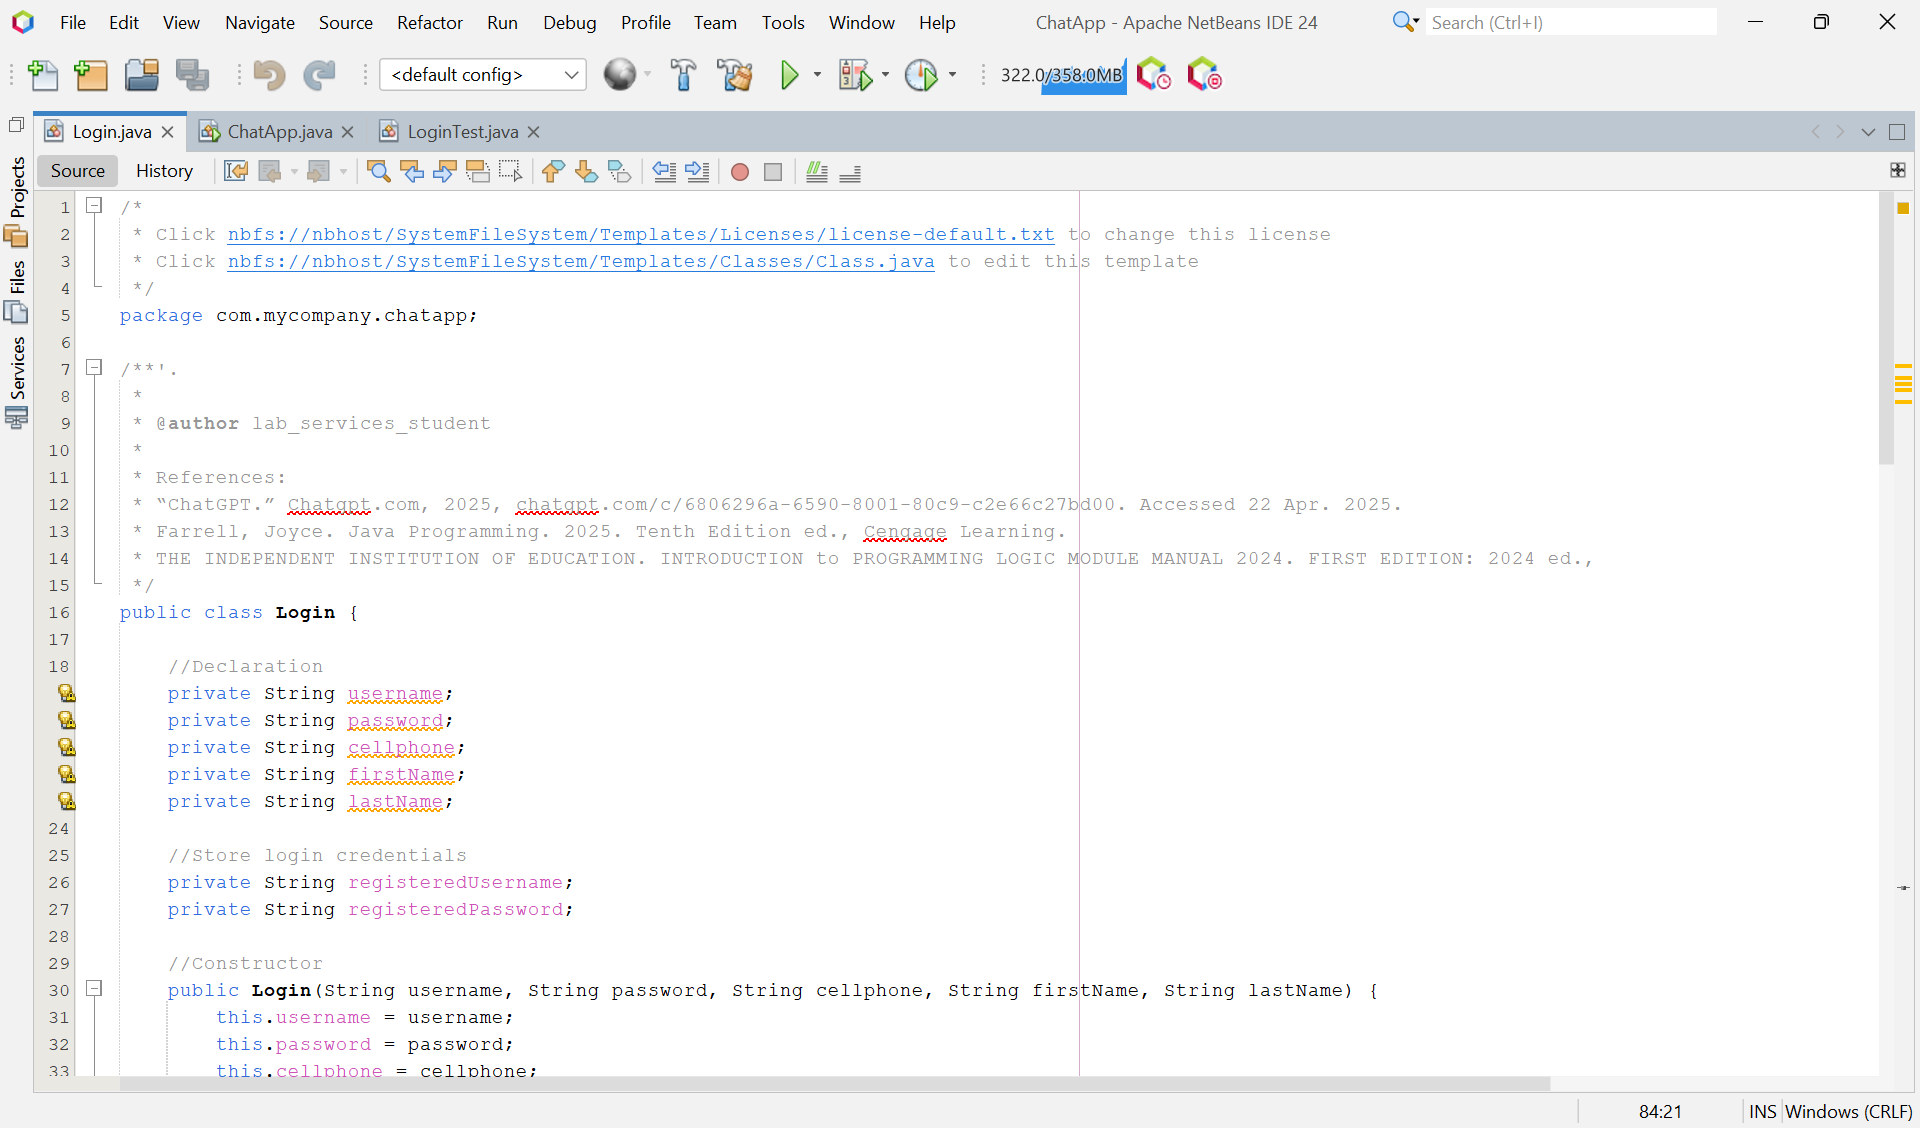 File Edit View Navigate Source Refactor Run Debug Profile Team Tools Window Help ChatApp - Apache NetBeans IDE 24 Search (Ctrl+I)
<default config> 322.0/358.0MB
Login.java ChatApp.java LoginTest.java
Source History
Projects
Files
Services
1 /*
2 * Click nbfs://nbhost/SystemFileSystem/Templates/Licenses/license-default.txt to change this license
3 * Click nbfs://nbhost/SystemFileSystem/Templates/Classes/Class.java to edit this template
4 */
5 package com.mycompany.chatapp;
6
7 /**'.
8 *
9 * @author lab_services_student
10 *
11 * References:
12 * “ChatGPT.” Chatgpt.com, 2025, chatgpt.com/c/6806296a-6590-8001-80c9-c2e66c27bd00. Accessed 22 Apr. 2025.
13 * Farrell, Joyce. Java Programming. 2025. Tenth Edition ed., Cengage Learning.
14 * THE INDEPENDENT INSTITUTION OF EDUCATION. INTRODUCTION to PROGRAMMING LOGIC MODULE MANUAL 2024. FIRST EDITION: 2024 ed.,
15 */
16 public class Login {
17
18 //Declaration
private String username;
private String password;
private String cellphone;
private String firstName;
private String lastName;
24
25 //Store login credentials
26 private String registeredUsername;
27 private String registeredPassword;
28
29 //Constructor
30 public Login(String username, String password, String cellphone, String firstName, String lastName) {
31 this.username = username;
32 this.password = password;
33 this.cellphone = cellphone;
84:21 INS Windows (CRLF)